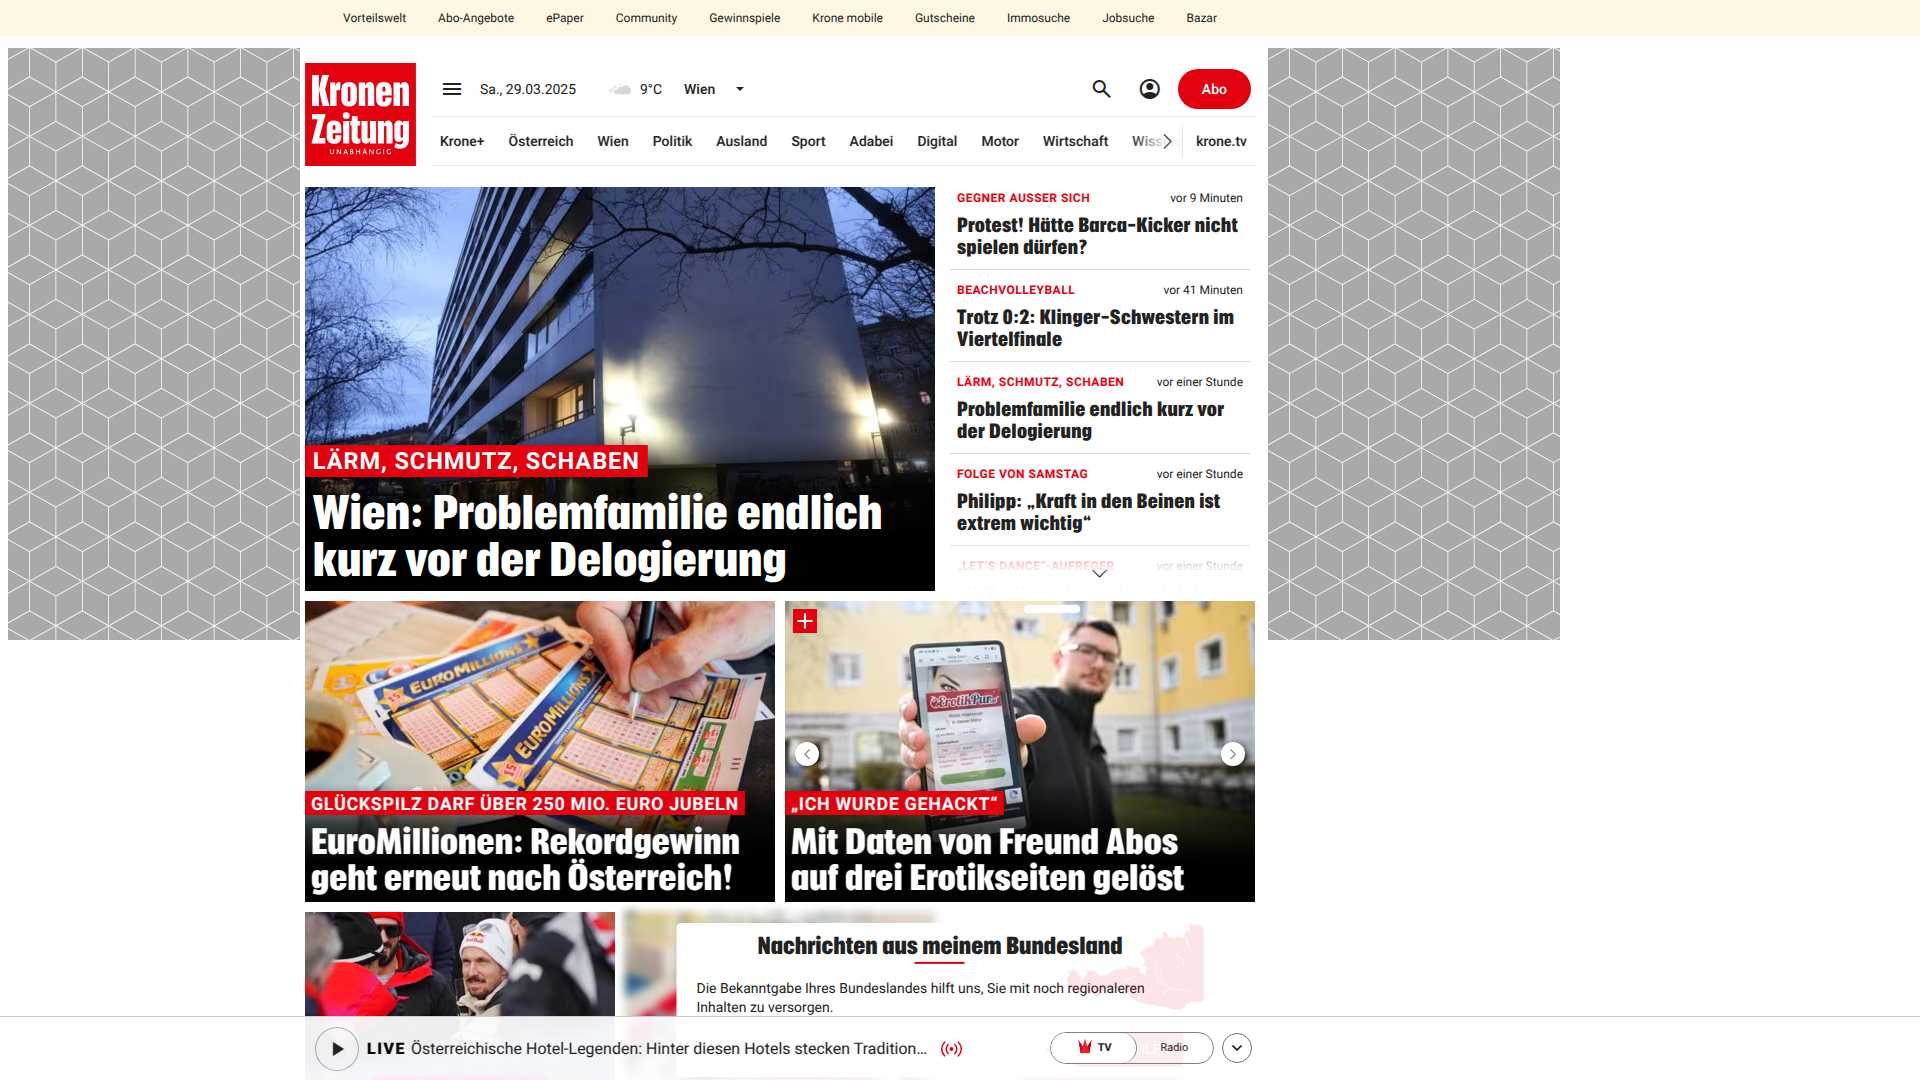 Vorteilswelt Abo-Angebote ePaper Community Gewinnspiele Krone mobile Gutscheine Immosuche Jobsuche Bazar
Kronen
Zeitung
UNABHÄNGIG
Sa., 29.03.2025 9°C Wien
Abo
Krone+ Österreich Wien Politik Ausland Sport Adabei Digital Motor Wirtschaft Wiss krone.tv
LÄRM, SCHMUTZ, SCHABEN
Wien: Problemfamilie endlich
kurz vor der Delogierung
GEGNER AUSSER SICH vor 9 Minuten
Protest! Hätte Barca-Kicker nicht
spielen dürfen?
BEACHVOLLEYBALL vor 41 Minuten
Trotz 0:2: Klinger-Schwestern im
Viertelfinale
LÄRM, SCHMUTZ, SCHABEN vor einer Stunde
Problemfamilie endlich kurz vor
der Delogierung
FOLGE VON SAMSTAG vor einer Stunde
Philipp: „Kraft in den Beinen ist
extrem wichtig“
„LET’S DANCE“-AUFREGER vor einer Stunde
EUROMILLIONS
EUROMILLIONS
GLÜCKSPILZ DARF ÜBER 250 MIO. EURO JUBELN
EuroMillionen: Rekordgewinn
geht erneut nach Österreich!
ErotikPur
„ICH WURDE GEHACKT“
Mit Daten von Freund Abos
auf drei Erotikseiten gelöst
Nachrichten aus meinem Bundesland
Die Bekanntgabe Ihres Bundeslandes hilft uns, Sie mit noch regionaleren
Inhalten zu versorgen.
LIVE Österreichische Hotel-Legenden: Hinter diesen Hotels stecken Tradition...
TV Radio